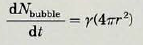 dN_bubble/dt = γ(4πr²)